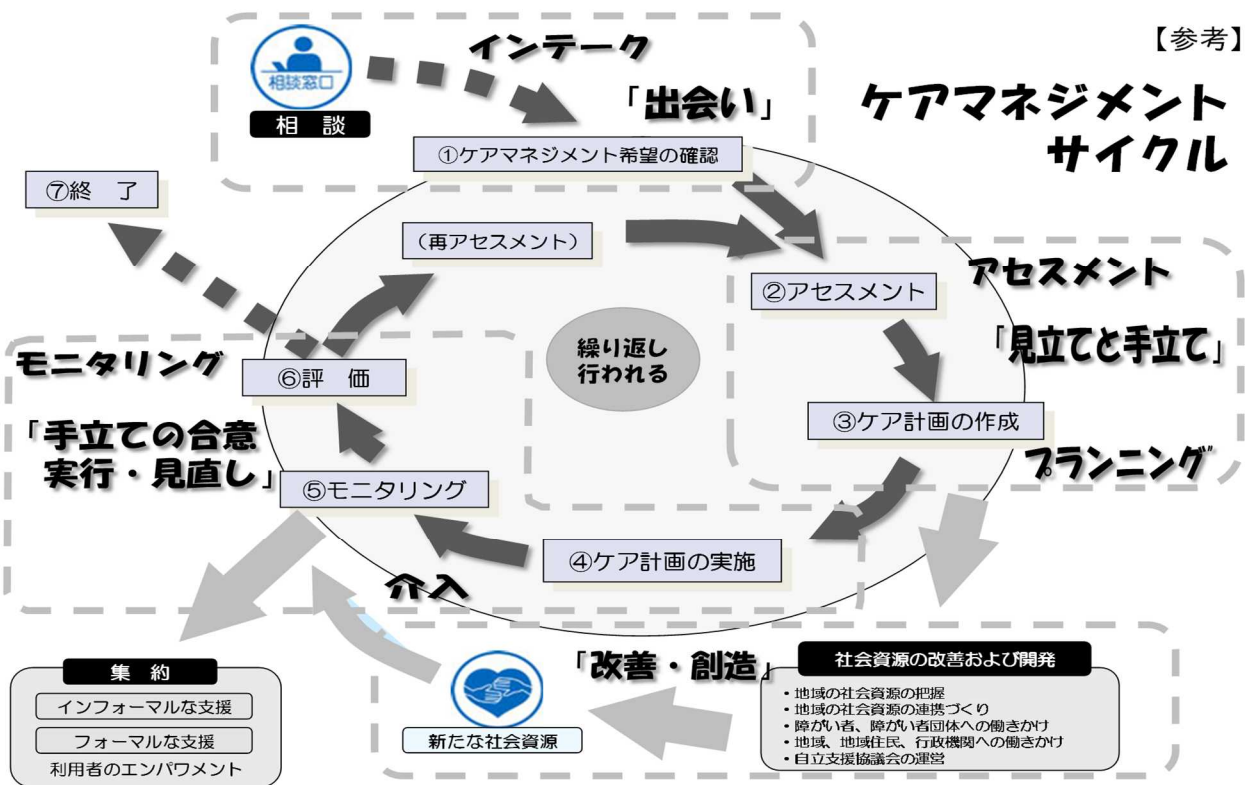 【参考】
ケアマネジメント
サイクル
インテーク
「出会い」
相談窓口
相　談
①ケアマネジメント希望の確認
⑦終　了
（再アセスメント）
アセスメント
②アセスメント
「見立てと手立て」
繰り返し
行われる
③ケア計画の作成
プランニング
モニタリング
⑥評　価
「手立ての合意
実行・見直し」
⑤モニタリング
④ケア計画の実施
介入
集　約
インフォーマルな支援
フォーマルな支援
利用者のエンパワメント
「改善・創造」
新たな社会資源
社会資源の改善および開発
・地域の社会資源の把握
・地域の社会資源の連携づくり
・障がい者、障がい者団体への働きかけ
・地域、地域住民、行政機関への働きかけ
・自立支援協議会の運営